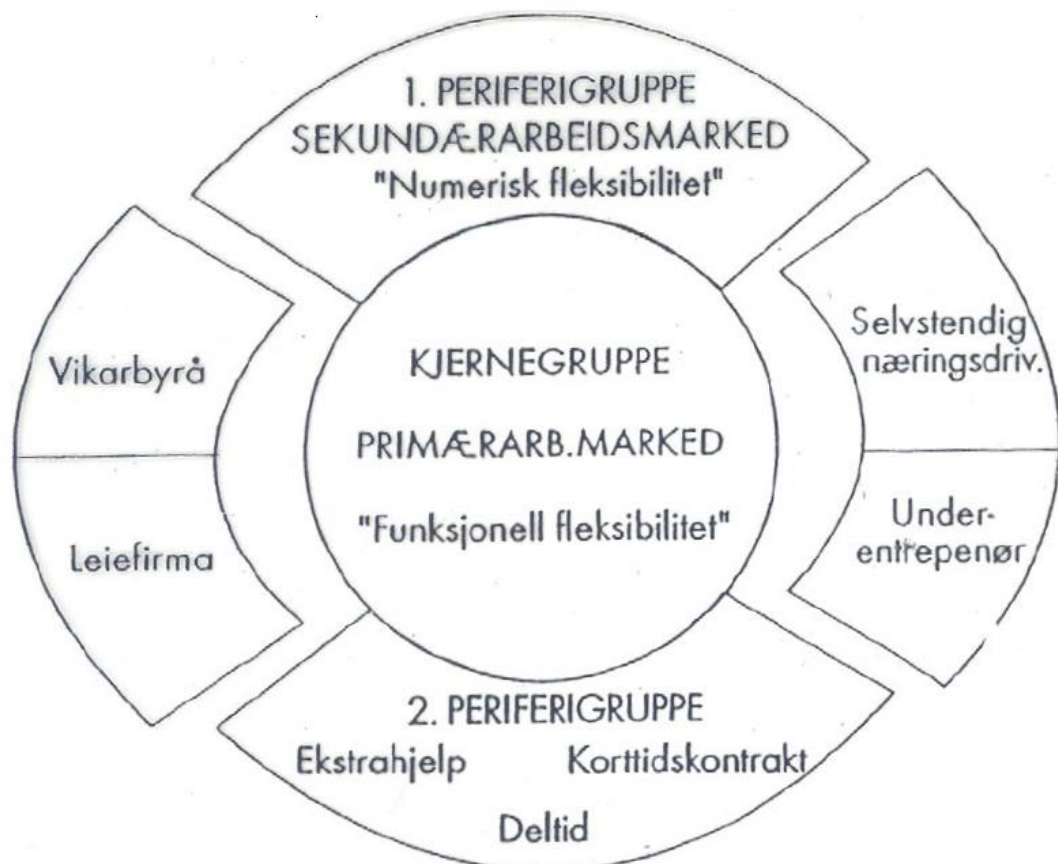 1. PERIFERIGRUPPE
SEKUNDÆRARBEIDSMARKED
"Numerisk fleksibilitet"
Vikarbyrå
Leiefirma
KJERNEGRUPPE
PRIMÆRARB.MARKED
"Funksjonell fleksibilitet"
Selvstendig
næringsdriv.
Under-
entrepenør
2. PERIFERIGRUPPE
Ekstrahjelp Korttidskontrakt
Deltid